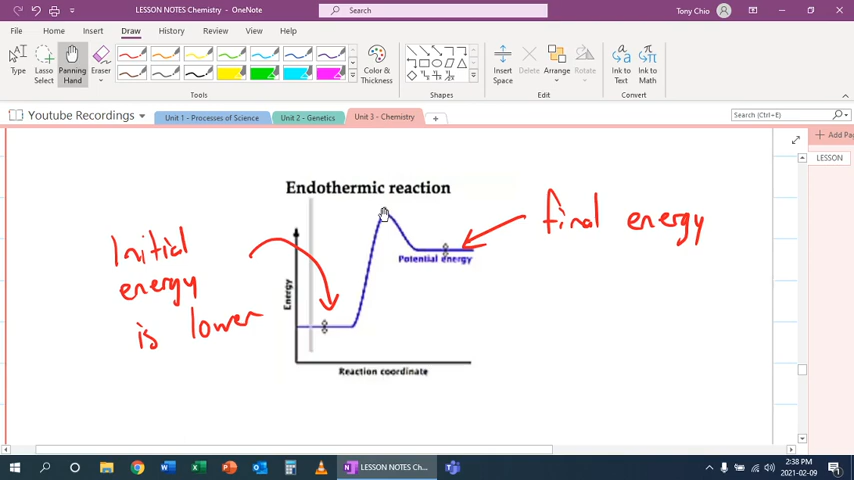 LESSON NOTES Chemistry - OneNote
Search
Tony Chio
File Home Insert Draw History Review View Help
Type
Lasso Select
Panning Hand
Eraser
Color & Thickness
Insert Space
Delete
Arrange
Rotate
Ink to Text
Ink to Math
Tools
Shapes
Edit
Convert
Youtube Recordings
Unit 1 - Processes of Science
Unit 2 - Genetics
Unit 3 - Chemistry
Search (Ctrl+E)
Add Pag
LESSON
Endothermic reaction
Initial
energy
is lower
final energy
Potential energy
Energy
Reaction coordinate
LESSON NOTES Ch...
2:38 PM
2021-02-09